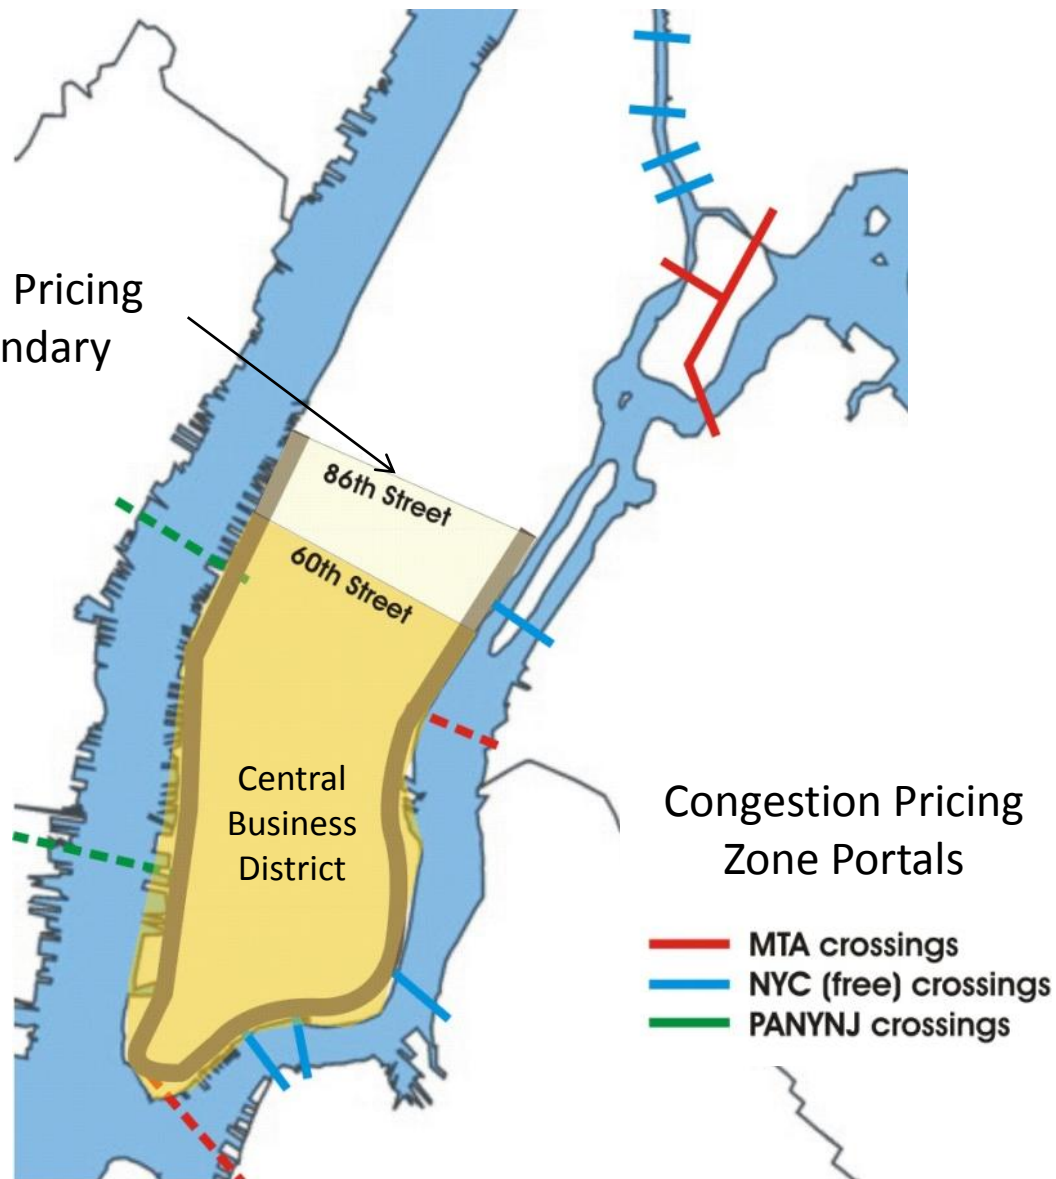 Pricing
ndary
86th Street
60th Street
Central
Business
District
Congestion Pricing
Zone Portals
MTA crossings
NYC (free) crossings
PANYNJ crossings